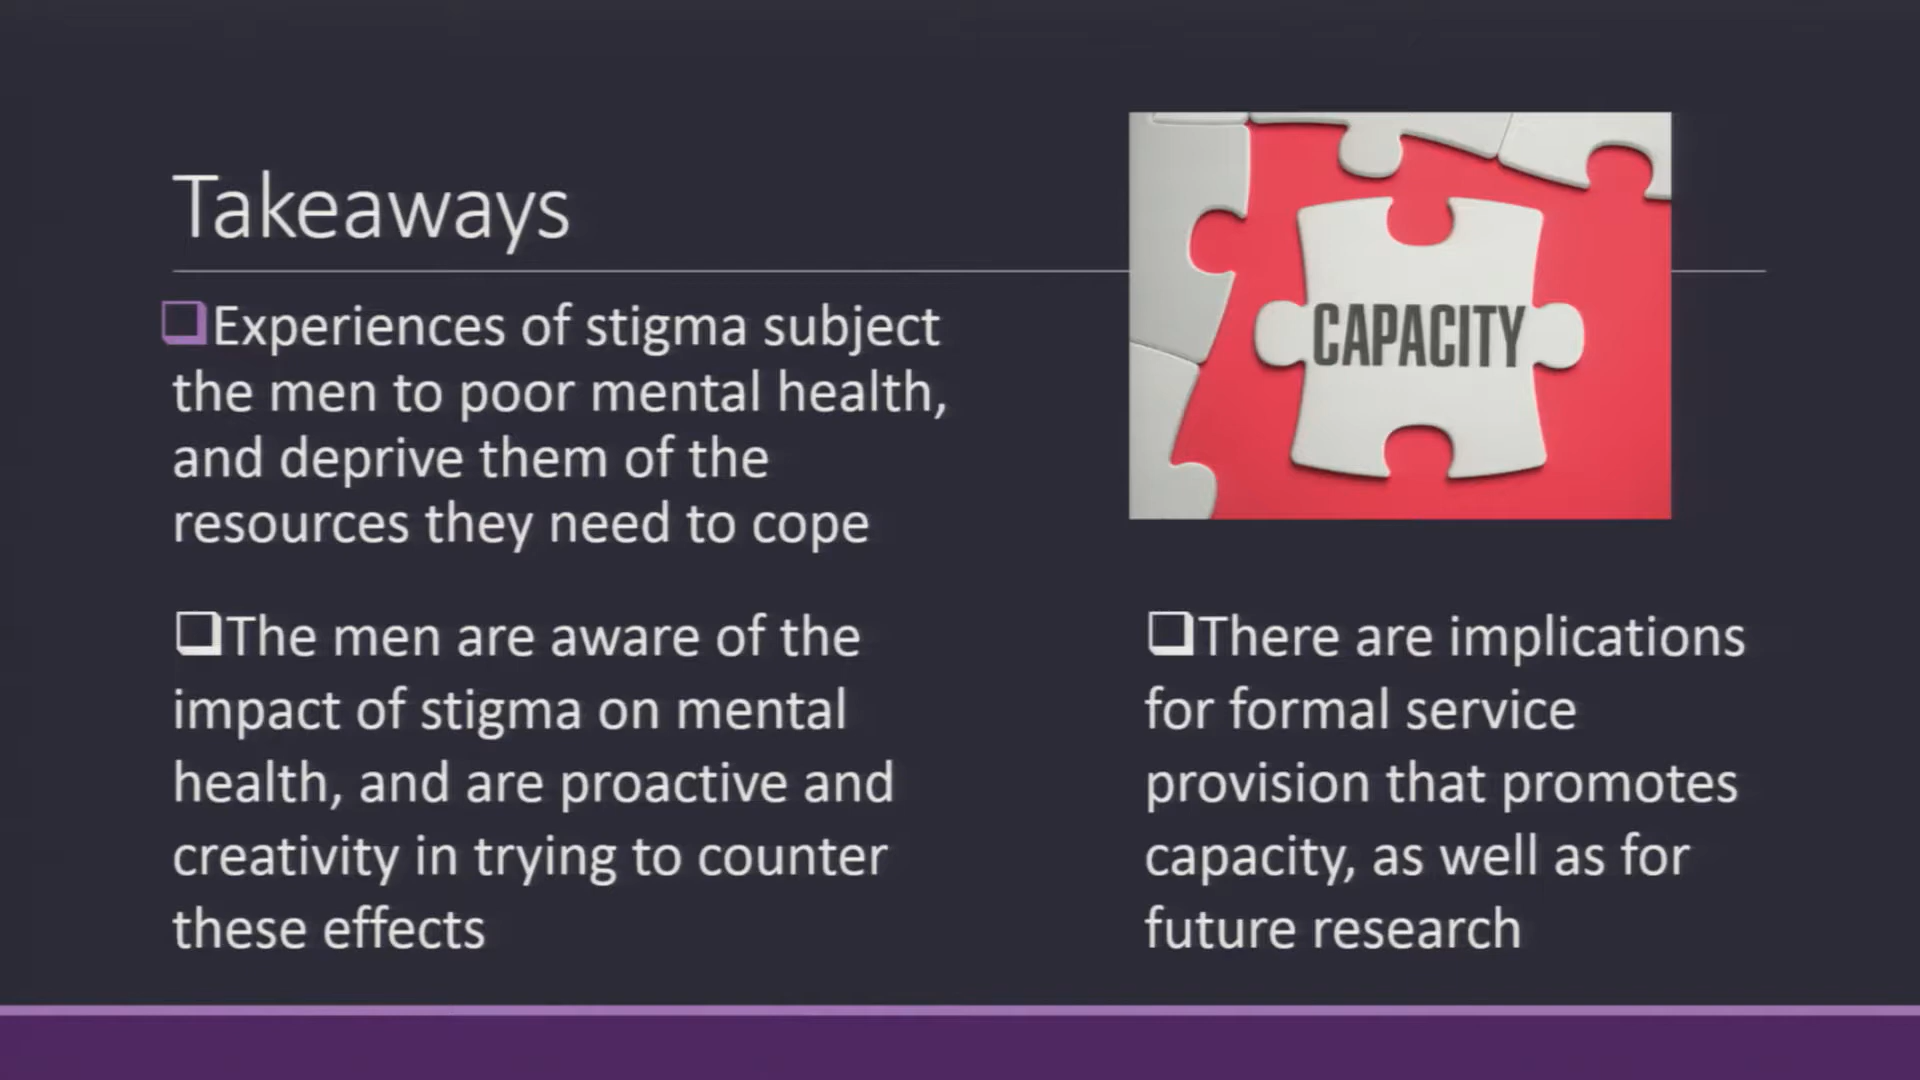 Takeaways
CAPACITY
❑Experiences of stigma subject
the men to poor mental health,
and deprive them of the
resources they need to cope
❑The men are aware of the
impact of stigma on mental
health, and are proactive and
creativity in trying to counter
these effects
❑There are implications
for formal service
provision that promotes
capacity, as well as for
future research